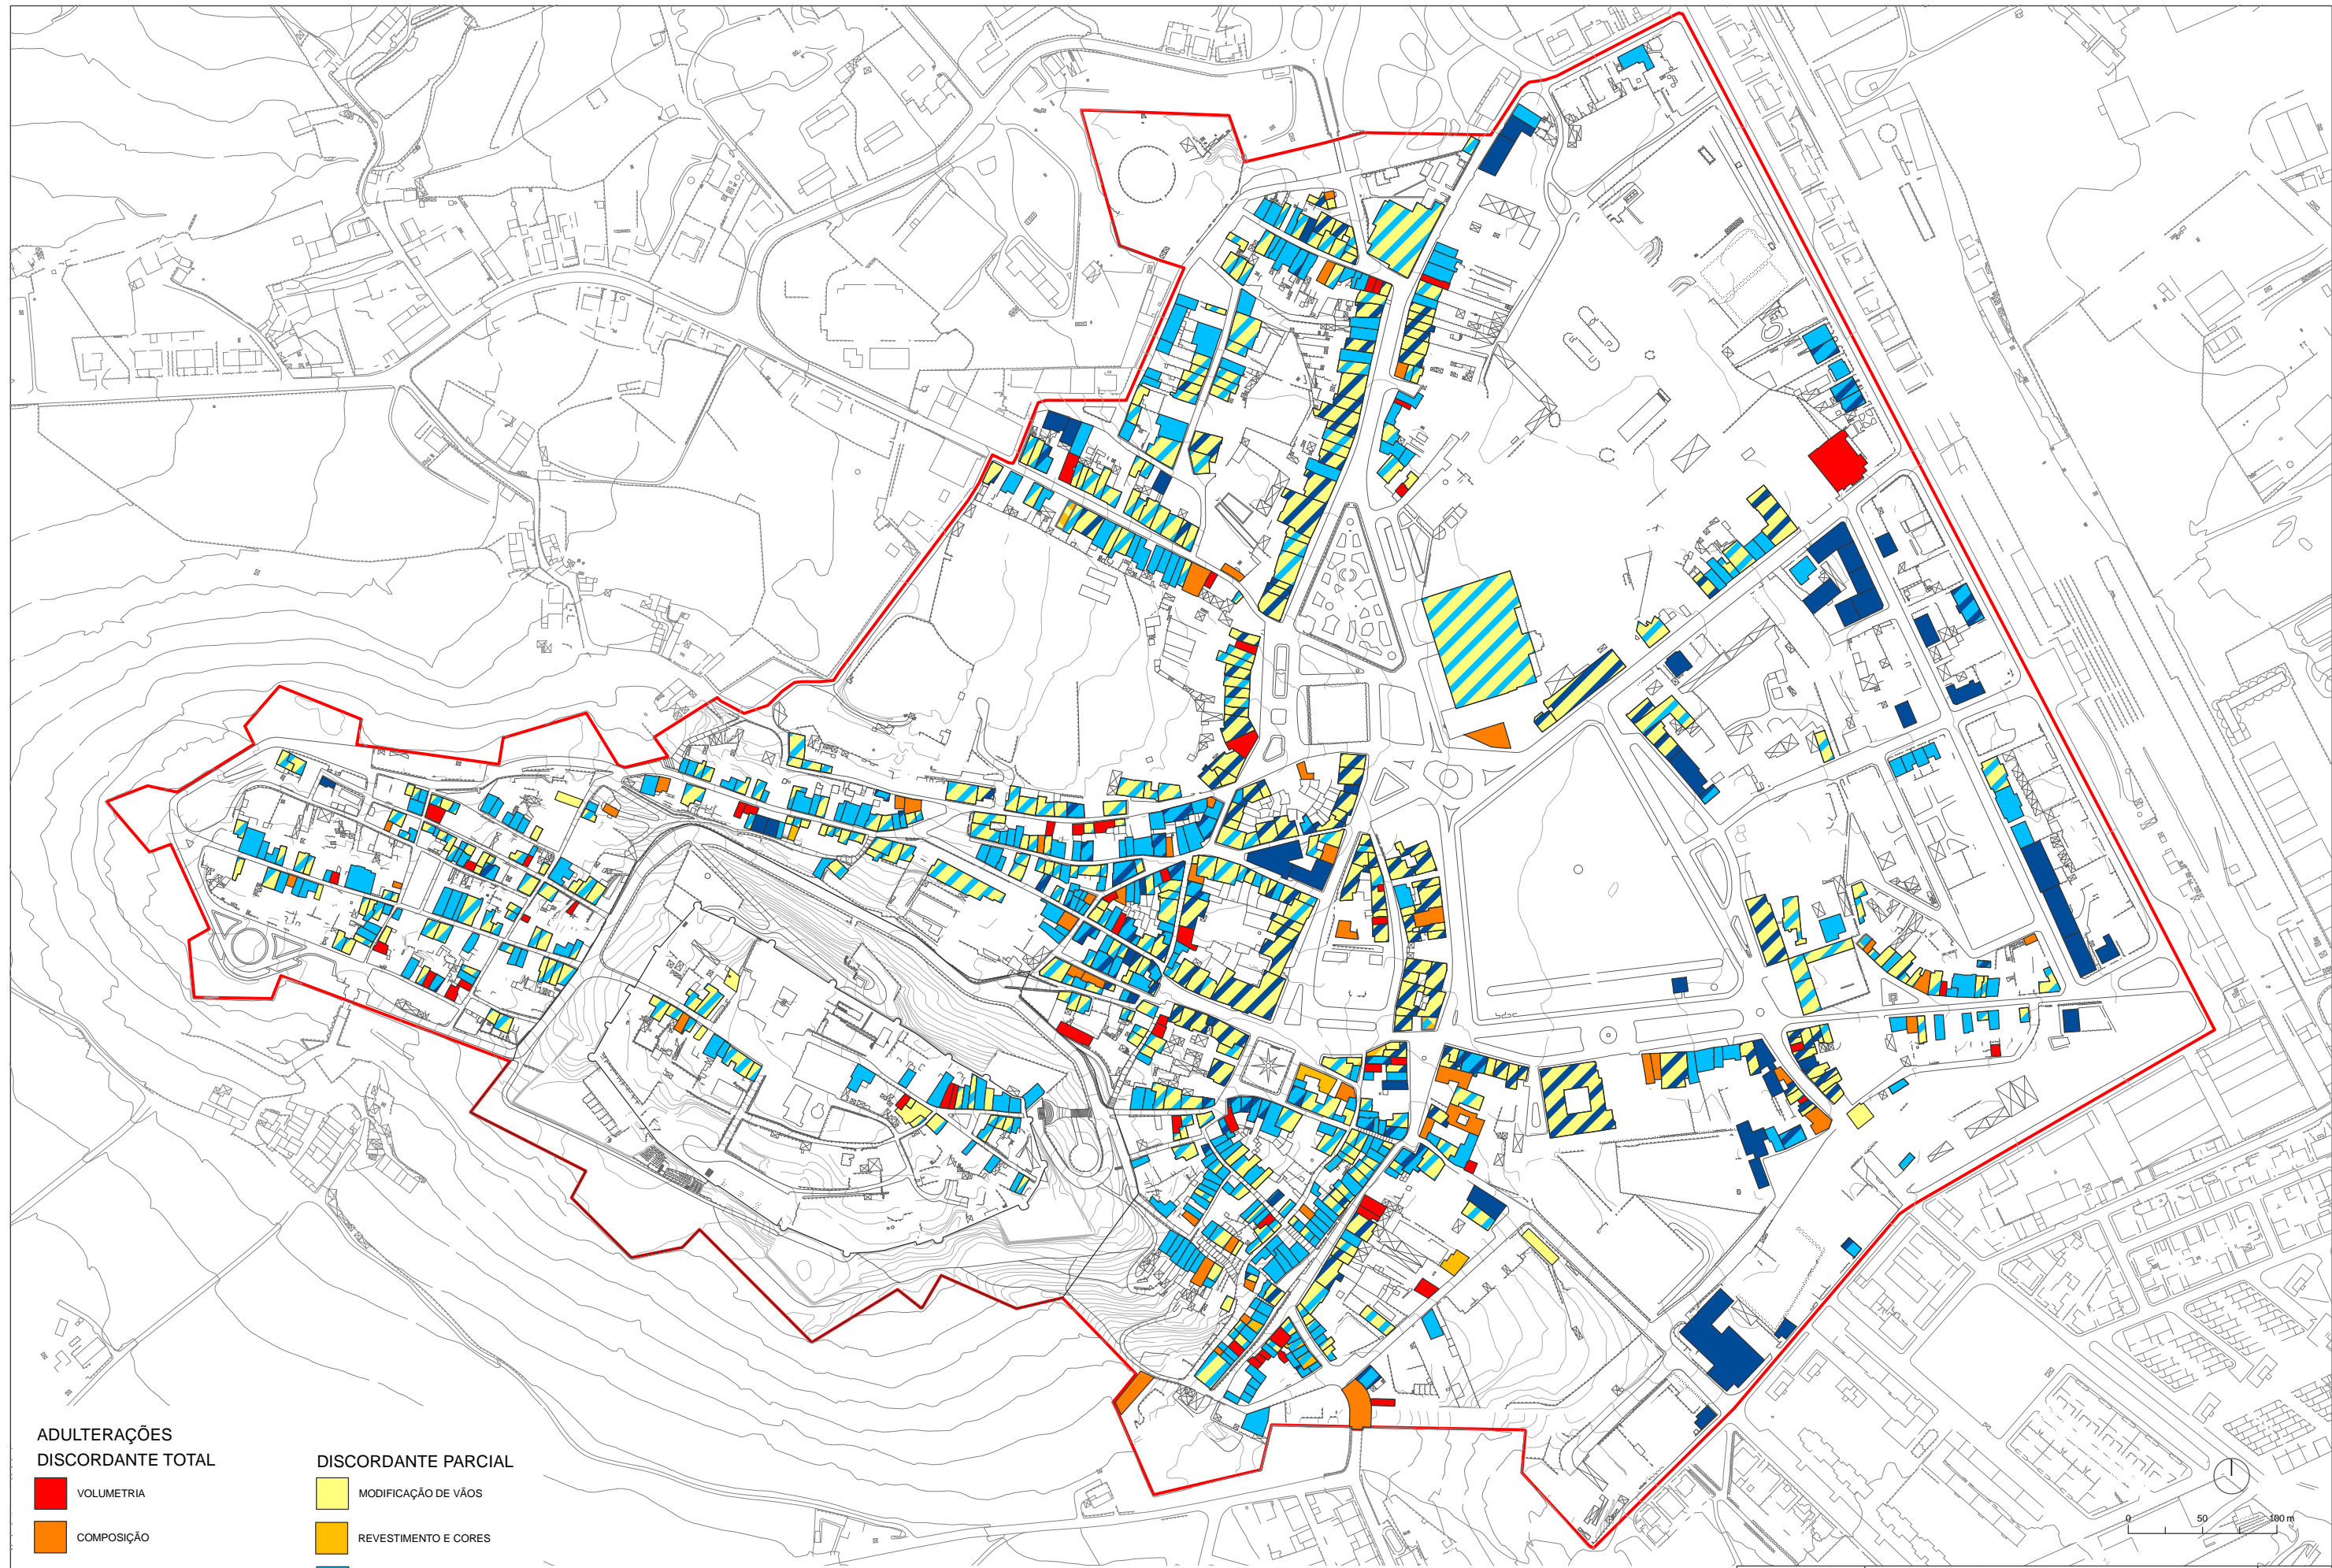 ADULTERAÇÕES
DISCORDANTE TOTAL
VOLUMETRIA
COMPOSIÇÃO
DISCORDANTE PARCIAL
MODIFICAÇÃO DE VÃOS
REVESTIMENTO E CORES
0 50 100 m